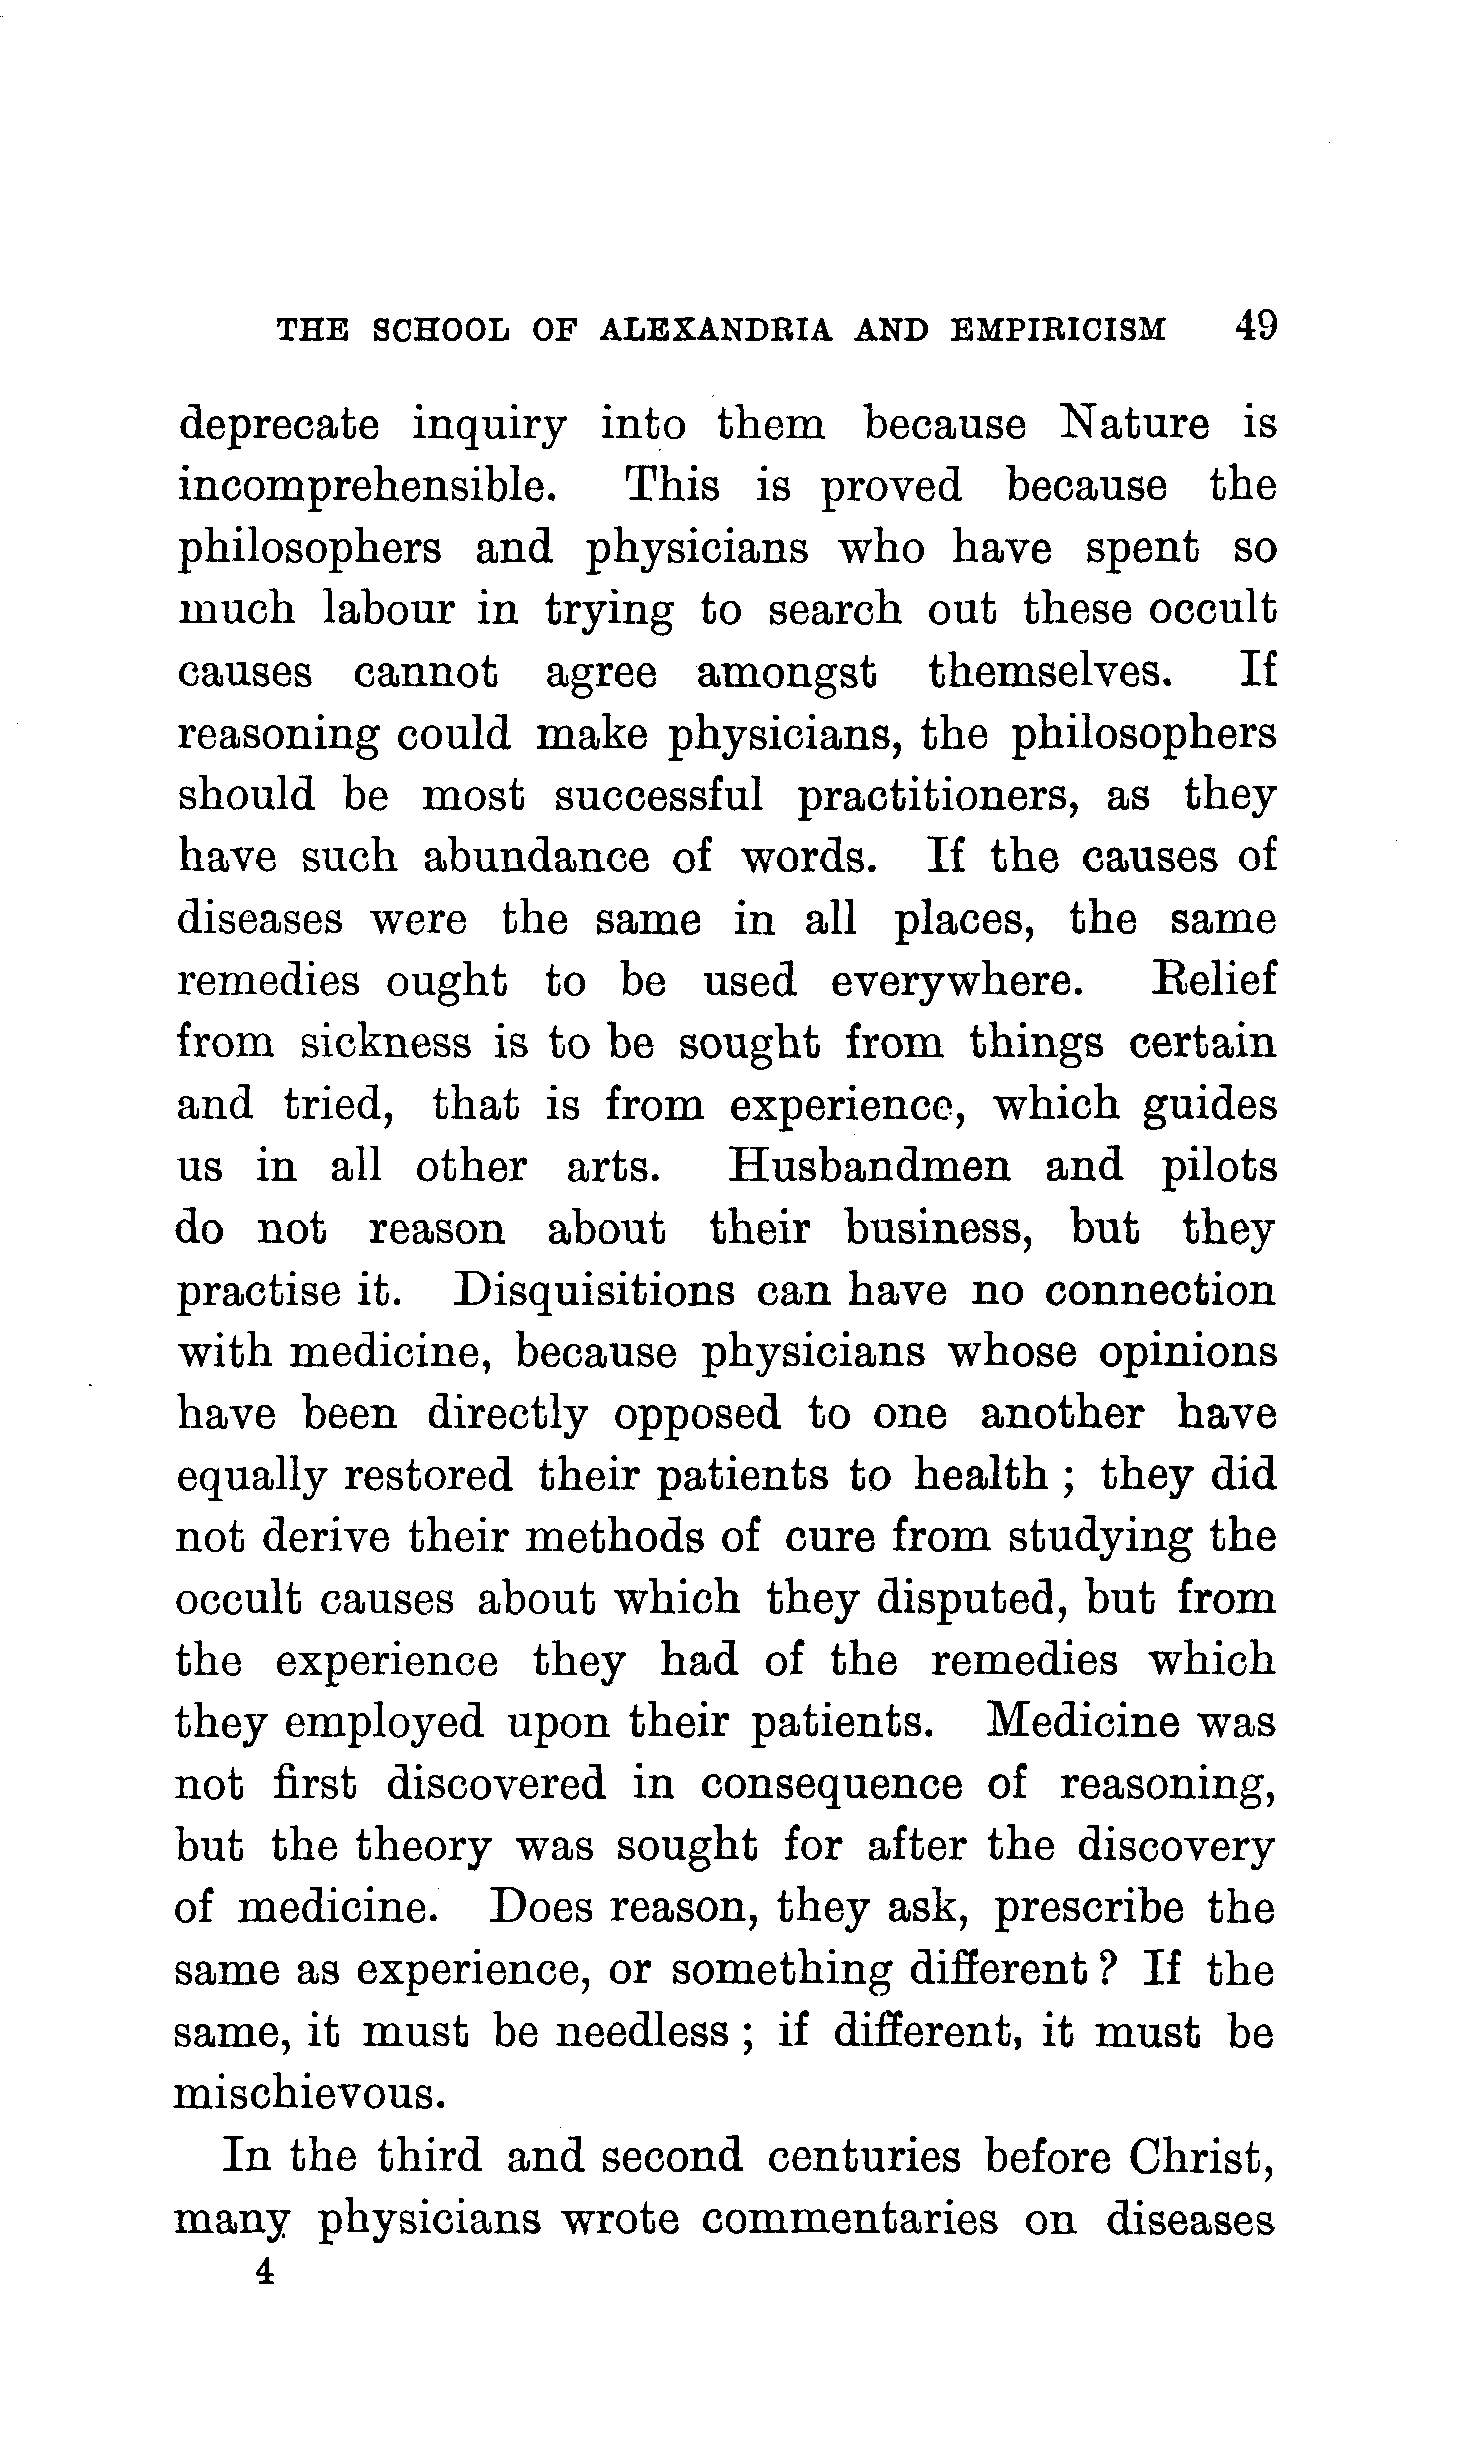 THE SCHOOL OF ALEXANDRIA AND EMPIRICISM 49
deprecate inquiry into them because Nature is
incomprehensible. This is proved because the
philosophers and physicians who have spent so
much labour in trying to search out these occult
causes cannot agree amongst themselves. If
reasoning could make physicians, the philosophers
should be most successful practitioners, as they
have such abundance of words. If the causes of
diseases were the same in all places, the same
remedies ought to be used everywhere. Relief
from sickness is to be sought from things certain
and tried, that is from experience, which guides
us in all other arts. Husbandmen and pilots
do not reason about their business, but they
practise it. Disquisitions can have no connection
with medicine, because physicians whose opinions
have been directly opposed to one another have
equally restored their patients to health ; they did
not derive their methods of cure from studying the
occult causes about which they disputed, but from
the experience they had of the remedies which
they employed upon their patients. Medicine was
not first discovered in consequence of reasoning,
but the theory was sought for after the discovery
of medicine. Does reason, they ask, prescribe the
same as experience, or something different ? If the
same, it must be needless ; if different, it must be
mischievous.
In the third and second centuries before Christ,
many physicians wrote commentaries on diseases
4